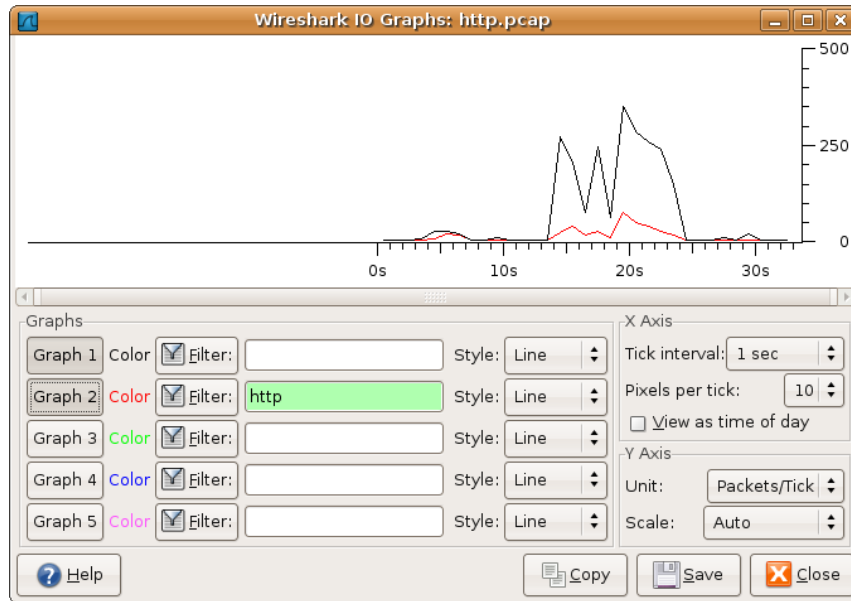 Wireshark IO Graphs: http.pcap
500
250
0
0s 10s 20s 30s
Graphs
Graph 1 Color Filter: Style: Line
Graph 2 Color Filter: http Style: Line
Graph 3 Color Filter: Style: Line
Graph 4 Color Filter: Style: Line
Graph 5 Color Filter: Style: Line
X Axis
Tick interval: 1 sec
Pixels per tick: 10
View as time of day
Y Axis
Unit: Packets/Tick
Scale: Auto
Help Copy Save Close